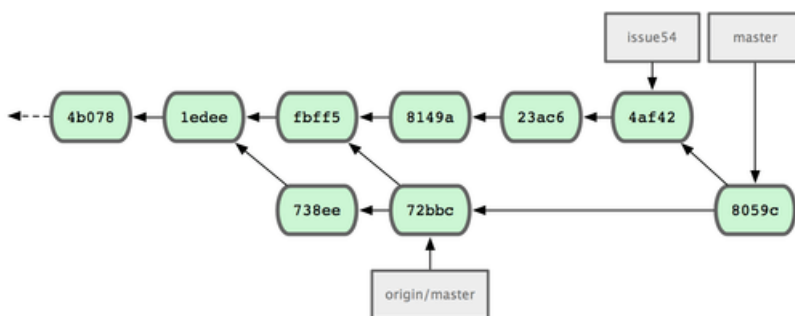 issue54 master
4b078 1edee fbff5 8149a 23ac6 4af42
738ee 72bbc 8059c
origin/master